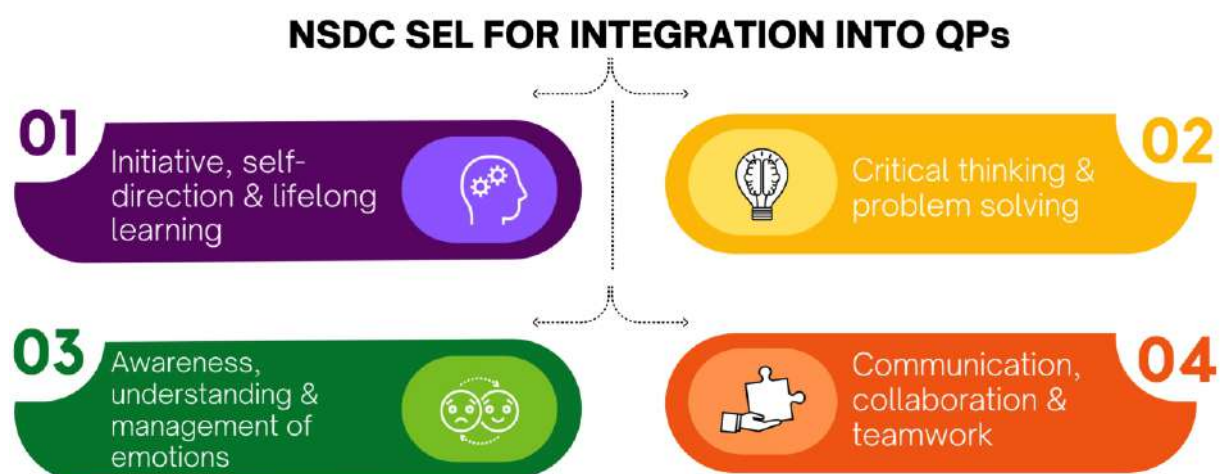 NSDC SEL FOR INTEGRATION INTO QPs
01
Initiative, self-
direction & lifelong
learning
02
Critical thinking &
problem solving
03
Awareness,
understanding &
management of
emotions
04
Communication,
collaboration &
teamwork